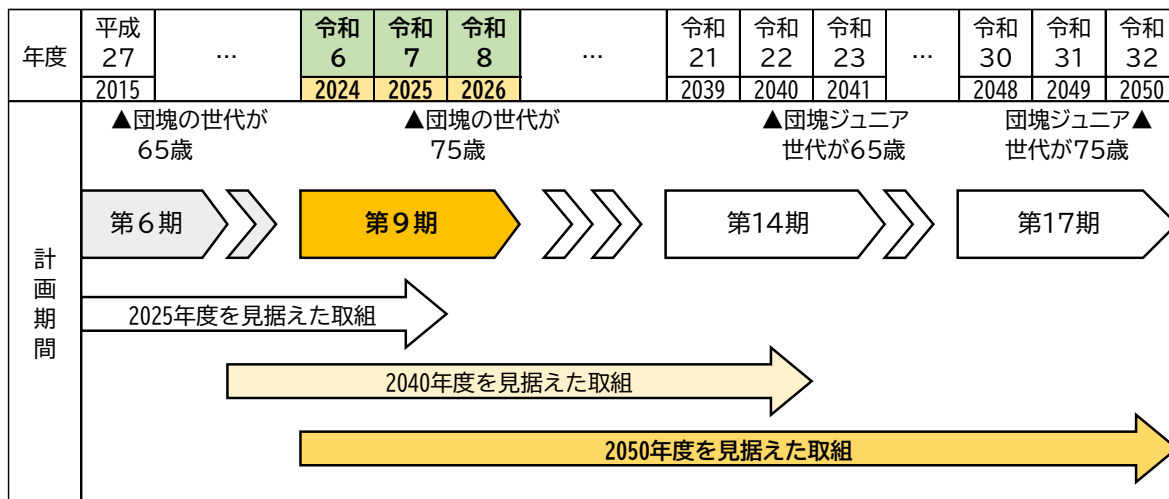 年度
平成 27 2015
…
令和 6 2024
令和 7 2025
令和 8 2026
…
令和 21 2039
令和 22 2040
令和 23 2041
…
令和 30 2048
令和 31 2049
令和 32 2050
計画期間
▲団塊の世代が
65歳
▲団塊の世代が
75歳
▲団塊ジュニア
世代が65歳
団塊ジュニア▲
世代が75歳
第6期
第9期
第14期
第17期
2025年度を見据えた取組
2040年度を見据えた取組
2050年度を見据えた取組